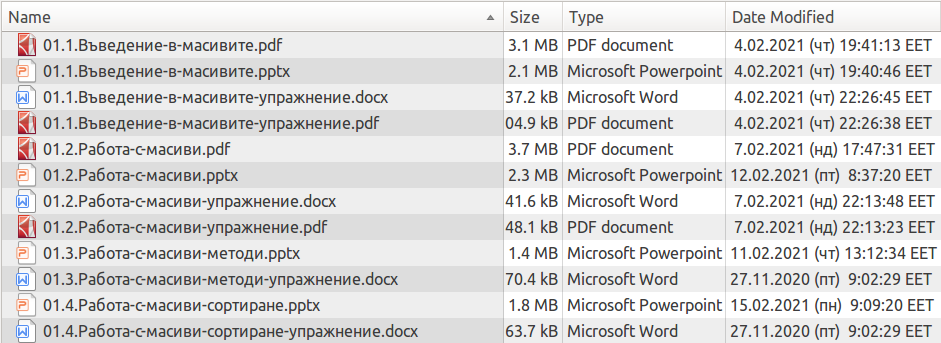 Name Size Type Date Modified
01.1.Въведение-в-масивите.pdf 3.1 MB PDF document 4.02.2021 (чт) 19:41:13 EET
01.1.Въведение-в-масивите.pptx 2.1 MB Microsoft Powerpoint 4.02.2021 (чт) 19:40:46 EET
01.1.Въведение-в-масивите-упражнение.docx 37.2 kB Microsoft Word 4.02.2021 (чт) 22:26:45 EET
01.1.Въведение-в-масивите-упражнение.pdf 04.9 kB PDF document 4.02.2021 (чт) 22:26:38 EET
01.2.Работа-с-масиви.pdf 3.7 MB PDF document 7.02.2021 (нд) 17:47:31 EET
01.2.Работа-с-масиви.pptx 2.3 MB Microsoft Powerpoint 12.02.2021 (пт) 8:37:20 EET
01.2.Работа-с-масиви-упражнение.docx 41.6 kB Microsoft Word 7.02.2021 (нд) 22:13:48 EET
01.2.Работа-с-масиви-упражнение.pdf 48.1 kB PDF document 7.02.2021 (нд) 22:13:23 EET
01.3.Работа-с-масиви-методи.pptx 1.4 MB Microsoft Powerpoint 11.02.2021 (чт) 13:12:34 EET
01.3.Работа-с-масиви-методи-упражнение.docx 70.4 kB Microsoft Word 27.11.2020 (пт) 9:02:29 EET
01.4.Работа-с-масиви-сортиране.pptx 1.8 MB Microsoft Powerpoint 15.02.2021 (пн) 9:09:20 EET
01.4.Работа-с-масиви-сортиране-упражнение.docx 63.7 kB Microsoft Word 27.11.2020 (пт) 9:02:29 EET